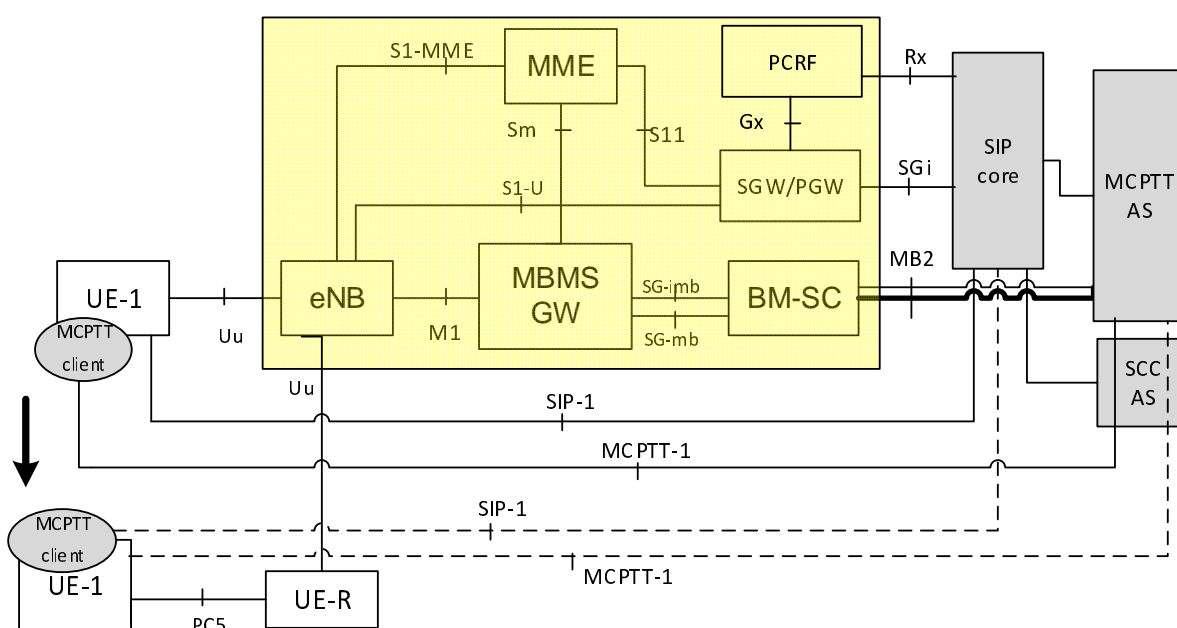 S1-MME
MME
PCRF
Rx
Sm
S11
Gx
SIP
core
MCPTT
AS
S1-U
SGW/PGW
SGi
UE-1
Uu
eNB
M1
MBMS
GW
SG-imb
SG-mb
BM-SC
MB2
MCPTT
client
Uu
SCC
AS
SIP-1
MCPTT-1
SIP-1
MCPTT
client
UE-1
MCPTT-1
PC5
UE-R